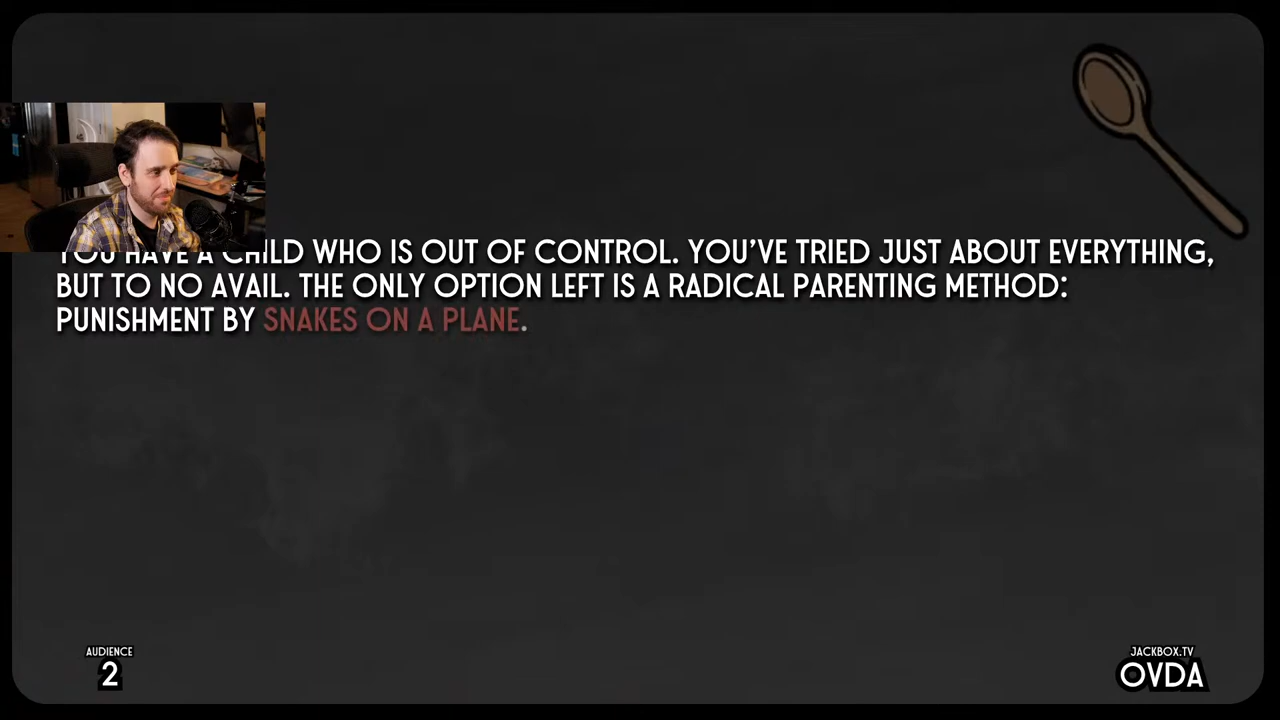 YOU HAVE A CHILD WHO IS OUT OF CONTROL. YOU'VE TRIED JUST ABOUT EVERYTHING,
BUT TO NO AVAIL. THE ONLY OPTION LEFT IS A RADICAL PARENTING METHOD:
PUNISHMENT BY SNAKES ON A PLANE.
AUDIENCE
2
JACKBOX.TV
OVDA